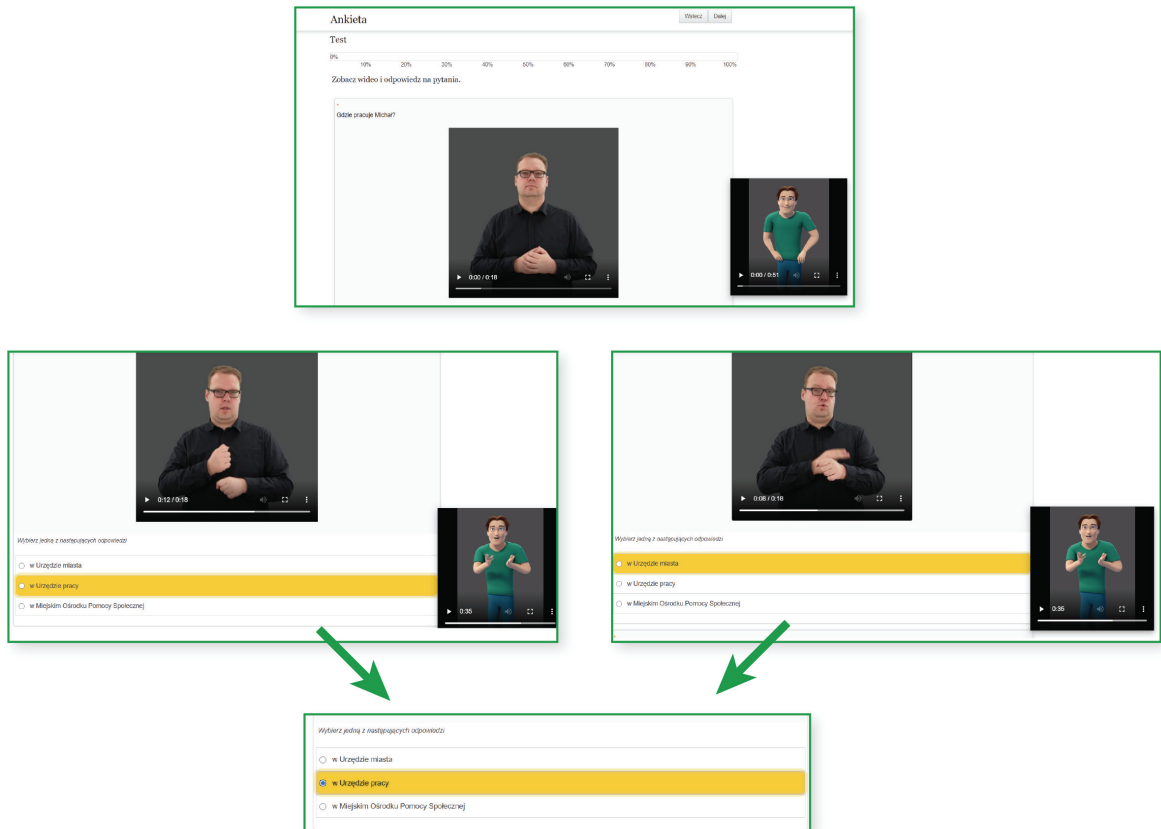 Ankieta
Wstecz Dalej
Test
0%
10% 20% 30% 40% 50% 60% 70% 80% 90% 100%
Zobacz wideo i odpowiedz na pytania.
*
Gdzie pracuje Michał?
0:00 / 0:18
0:00 / 0:51
0:12 / 0:18
Wybierz jedną z następujących odpowiedzi
w Urzędzie miasta
w Urzędzie pracy
w Miejskim Ośrodku Pomocy Społecznej
0:35
0:08 / 0:18
Wybierz jedną z następujących odpowiedzi
w Urzędzie miasta
w Urzędzie pracy
w Miejskim Ośrodku Pomocy Społecznej
0:35
*
Wybierz jedną z następujących odpowiedzi
w Urzędzie miasta
w Urzędzie pracy
w Miejskim Ośrodku Pomocy Społecznej